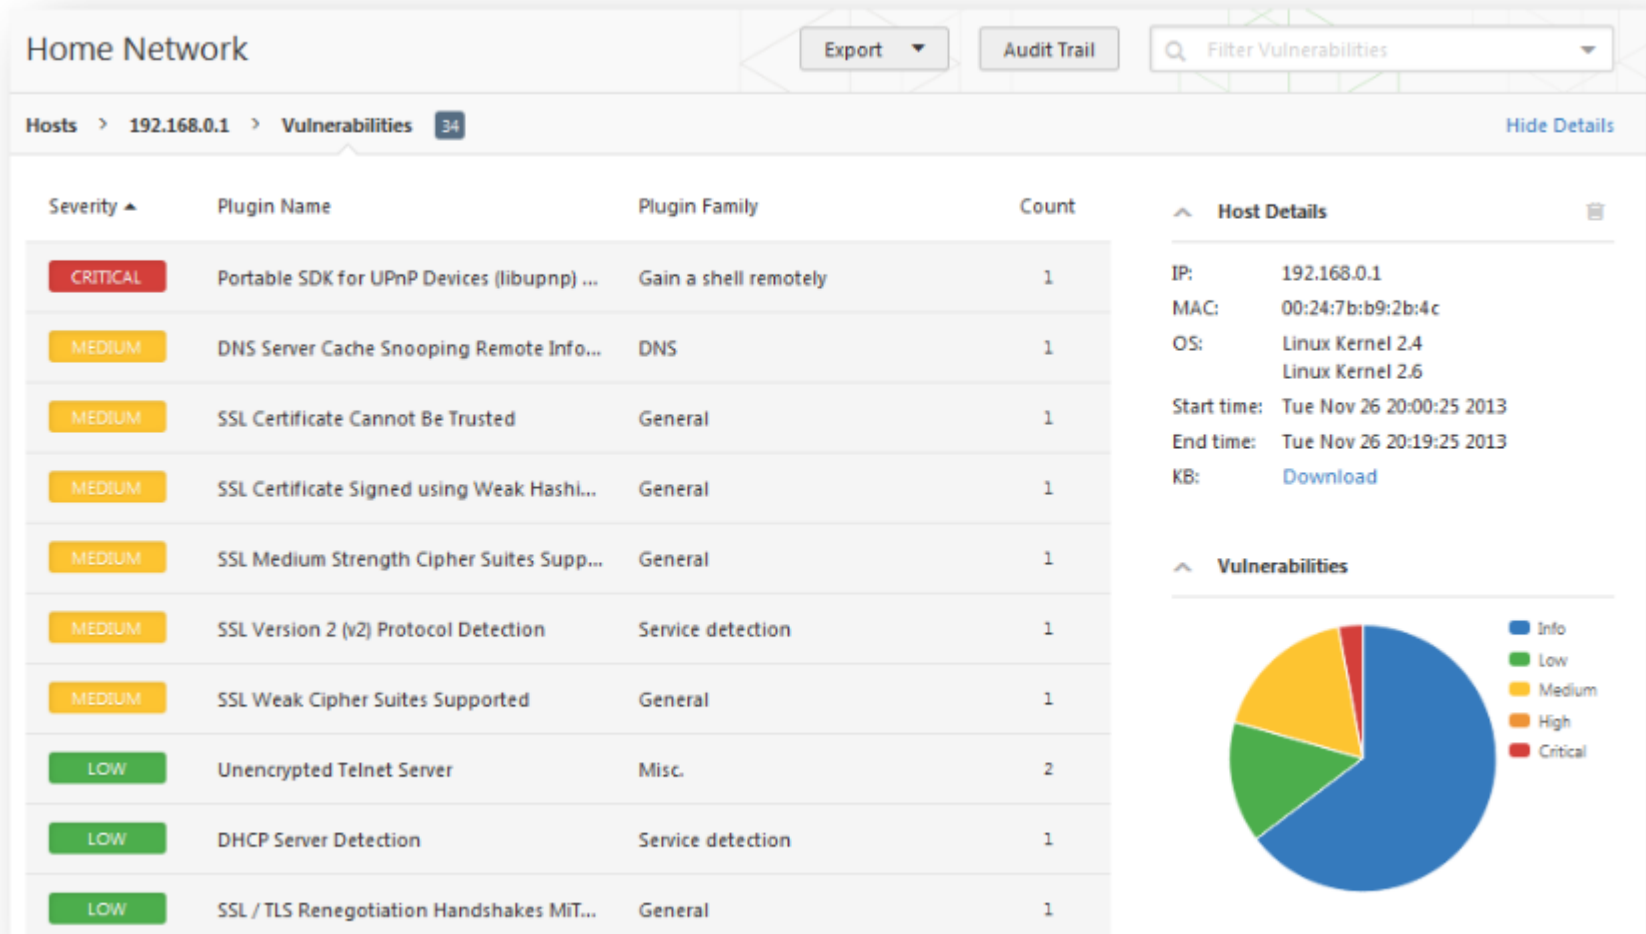 Home Network
Export
Audit Trail
Filter Vulnerabilities
Hosts > 192.168.0.1 > Vulnerabilities 34
Hide Details
Severity Plugin Name Plugin Family Count
CRITICAL Portable SDK for UPnP Devices (libupnp) ... Gain a shell remotely 1
MEDIUM DNS Server Cache Snooping Remote Info... DNS 1
MEDIUM SSL Certificate Cannot Be Trusted General 1
MEDIUM SSL Certificate Signed using Weak Hashi... General 1
MEDIUM SSL Medium Strength Cipher Suites Supp... General 1
MEDIUM SSL Version 2 (v2) Protocol Detection Service detection 1
MEDIUM SSL Weak Cipher Suites Supported General 1
LOW Unencrypted Telnet Server Misc. 2
LOW DHCP Server Detection Service detection 1
LOW SSL / TLS Renegotiation Handshakes MiT... General 1
Host Details
IP: 192.168.0.1
MAC: 00:24:7b:b9:2b:4c
OS: Linux Kernel 2.4
Linux Kernel 2.6
Start time: Tue Nov 26 20:00:25 2013
End time: Tue Nov 26 20:19:25 2013
KB: Download
Vulnerabilities
Info
Low
Medium
High
Critical